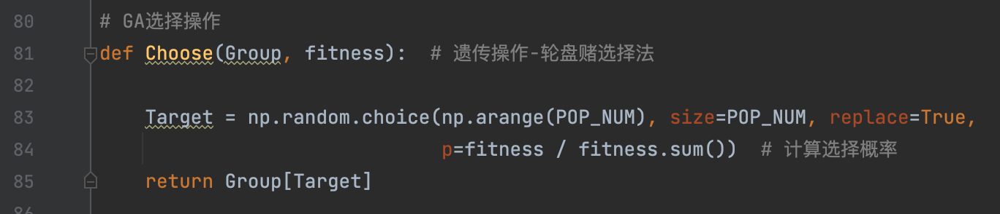 80 # GA选择操作
81 def Choose(Group, fitness):  # 遗传操作-轮盘赌选择法
82
83     Target = np.random.choice(np.arange(POP_NUM), size=POP_NUM, replace=True,
84                               p=fitness / fitness.sum())  # 计算选择概率
85     return Group[Target]
86